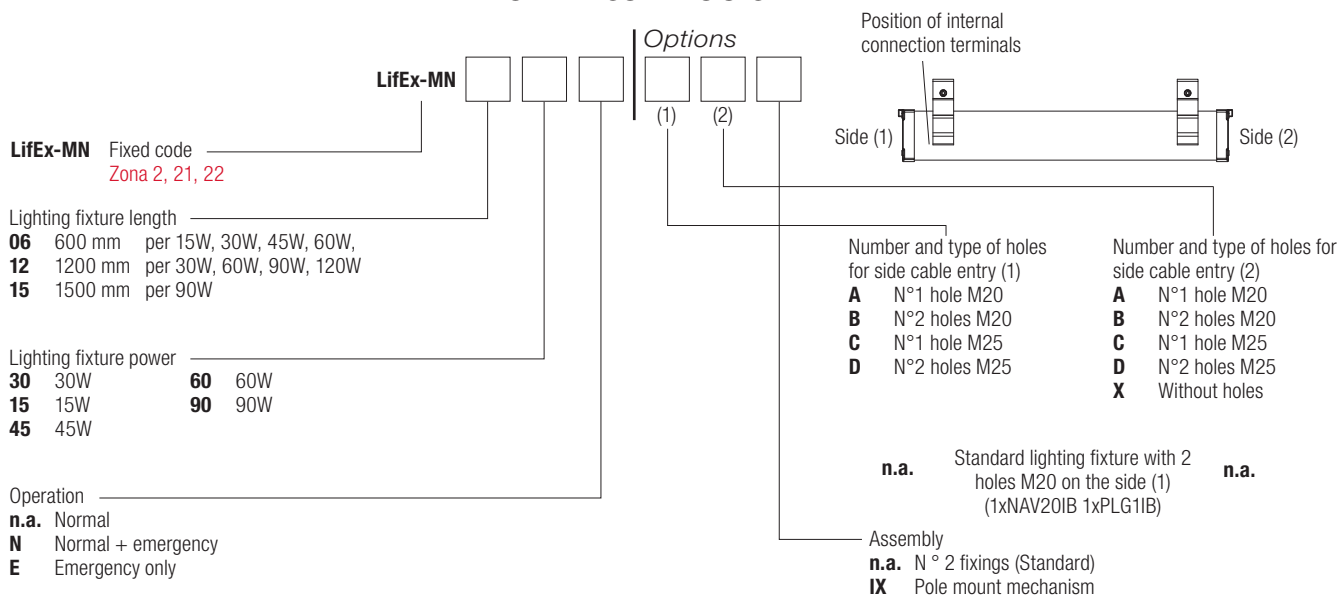 Options
LifEx-MN
(1) (2)
Position of internal
connection terminals
Side (1) Side (2)
LifEx-MN Fixed code
Zona 2, 21, 22
Lighting fixture length
06 600 mm per 15W, 30W, 45W, 60W,
12 1200 mm per 30W, 60W, 90W, 120W
15 1500 mm per 90W
Lighting fixture power
30 30W 60 60W
15 15W 90 90W
45 45W
Operation
n.a. Normal
N Normal + emergency
E Emergency only
Number and type of holes
for side cable entry (1)
A N°1 hole M20
B N°2 holes M20
C N°1 hole M25
D N°2 holes M25
Number and type of holes for
side cable entry (2)
A N°1 hole M20
B N°2 holes M20
C N°1 hole M25
D N°2 holes M25
X Without holes
n.a. Standard lighting fixture with 2 n.a.
holes M20 on the side (1)
(1xNAV20IB 1xPLG1IB)
Assembly
n.a. N ° 2 fixings (Standard)
IX Pole mount mechanism